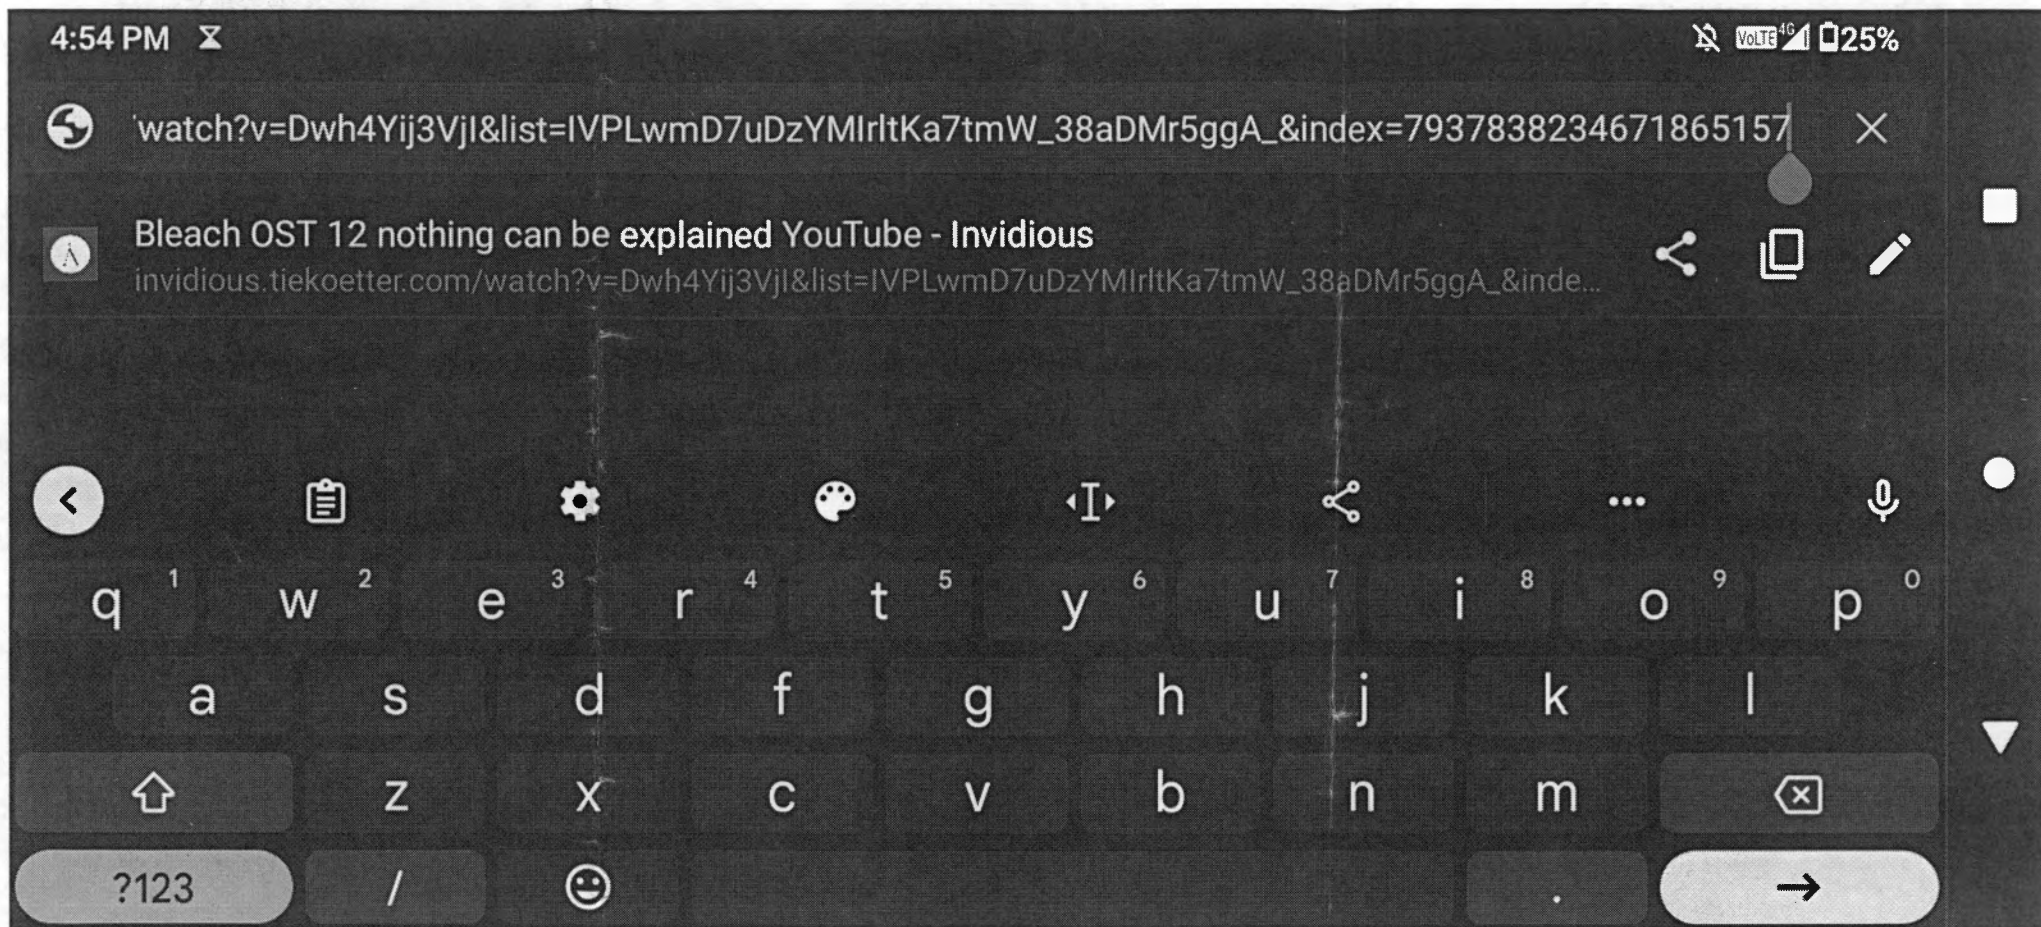 4:54 PM VoLTE 4G 25%
watch?v=Dwh4Yij3VjI&list=IVPLwmD7uDzYMIrltKa7tmW_38aDMr5ggA_&index=7937838234671865157
Bleach OST 12 nothing can be explained YouTube - Invidious
invidious.tiekoetter.com/watch?v=Dwh4Yij3VjI&list=IVPLwmD7uDzYMIrltKa7tmW_38aDMr5ggA_&inde...
q 1 w 2 e 3 r 4 t 5 y 6 u 7 i 8 o 9 p 0
a s d f g h j k l
z x c v b n m
?123 / .